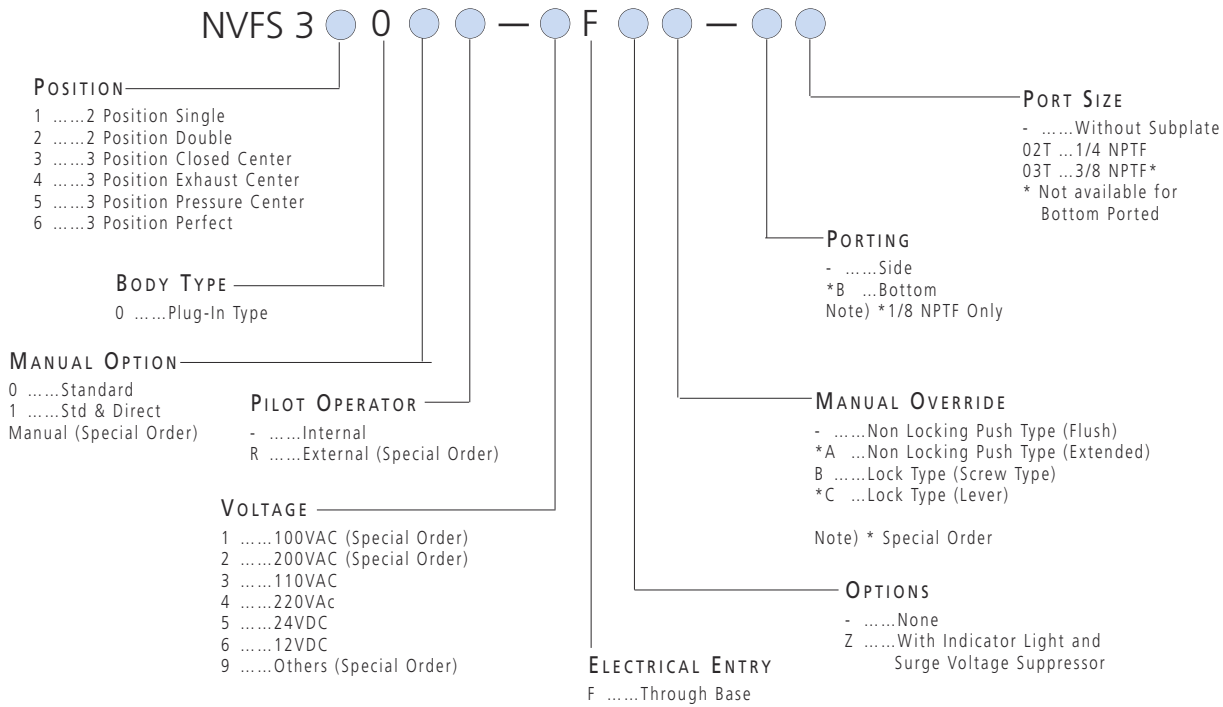 NVFS 3 0 — F —
POSITION
1 ......2 Position Single
2 ......2 Position Double
3 ......3 Position Closed Center
4 ......3 Position Exhaust Center
5 ......3 Position Pressure Center
6 ......3 Position Perfect
BODY TYPE
0 ......Plug-In Type
MANUAL OPTION
0 ......Standard
1 ......Std & Direct
Manual (Special Order)
PILOT OPERATOR
- ......Internal
R ......External (Special Order)
VOLTAGE
1 ......100VAC (Special Order)
2 ......200VAC (Special Order)
3 ......110VAC
4 ......220VAc
5 ......24VDC
6 ......12VDC
9 ......Others (Special Order)
ELECTRICAL ENTRY
F ......Through Base
OPTIONS
- ......None
Z ......With Indicator Light and
Surge Voltage Suppressor
MANUAL OVERRIDE
- ......Non Locking Push Type (Flush)
*A ...Non Locking Push Type (Extended)
B ......Lock Type (Screw Type)
*C ...Lock Type (Lever)
Note) * Special Order
PORTING
- ......Side
*B ...Bottom
Note) *1/8 NPTF Only
PORT SIZE
- ......Without Subplate
02T ...1/4 NPTF
03T ...3/8 NPTF*
* Not available for
Bottom Ported